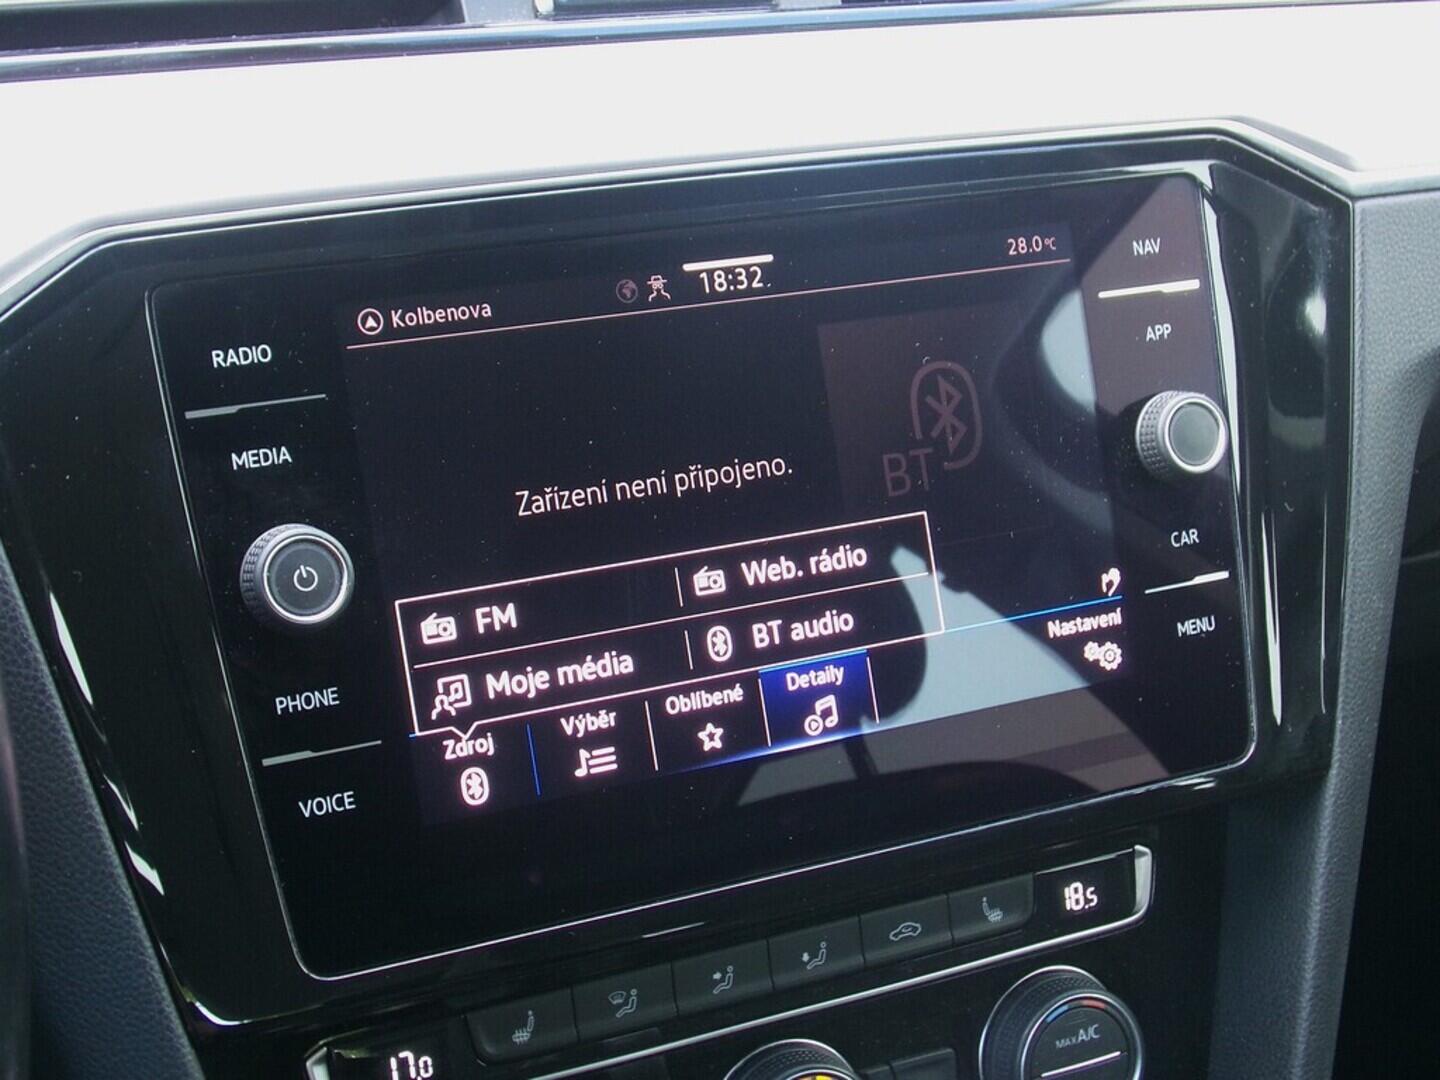 NAV
28.0°C
18:32
Kolbenova
APP
RADIO
MEDIA
BT
Zařízení není připojeno.
CAR
Web. rádio
FM
BT audio
Nastavení
MENU
Moje média
Detaily
Oblíbené
Výběr
Zdroj
PHONE
VOICE
18.5
MAX A/C
17.0